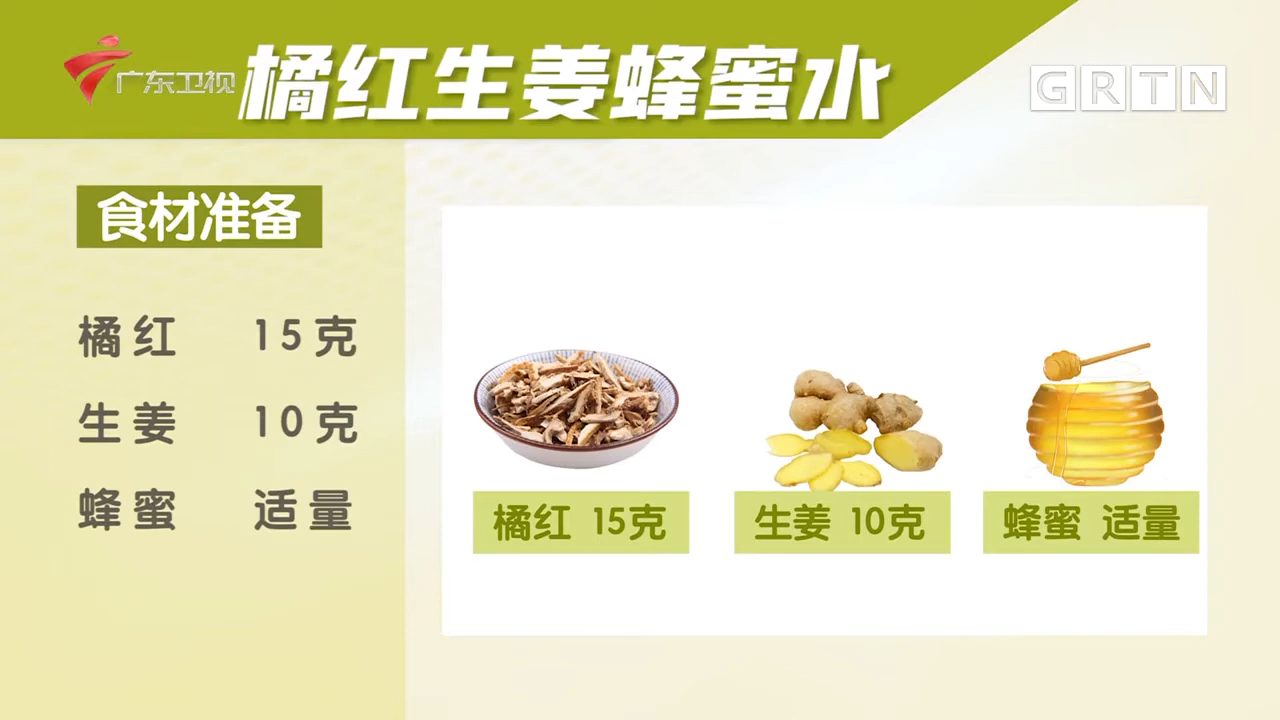 广东卫视
橘红生姜蜂蜜水
GRTN
食材准备
橘红 15克
生姜 10克
蜂蜜 适量
橘红 15克
生姜 10克
蜂蜜 适量